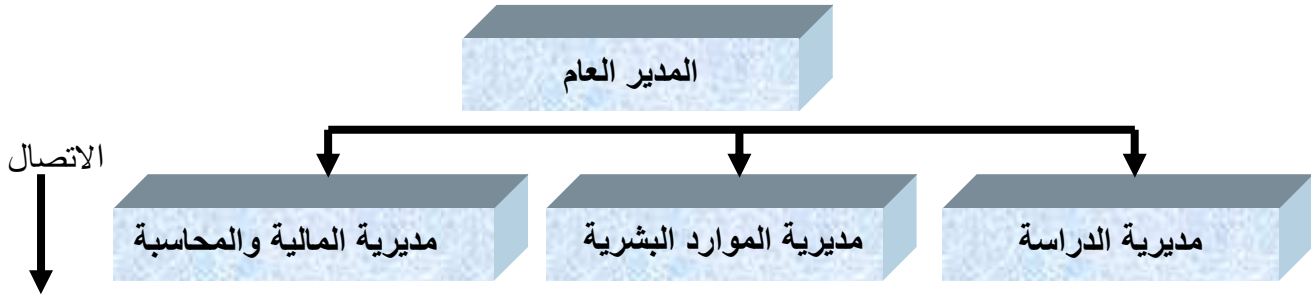 المدير العام
الاتصال
مديرية الدراسة
مديرية الموارد البشرية
مديرية المالية والمحاسبة